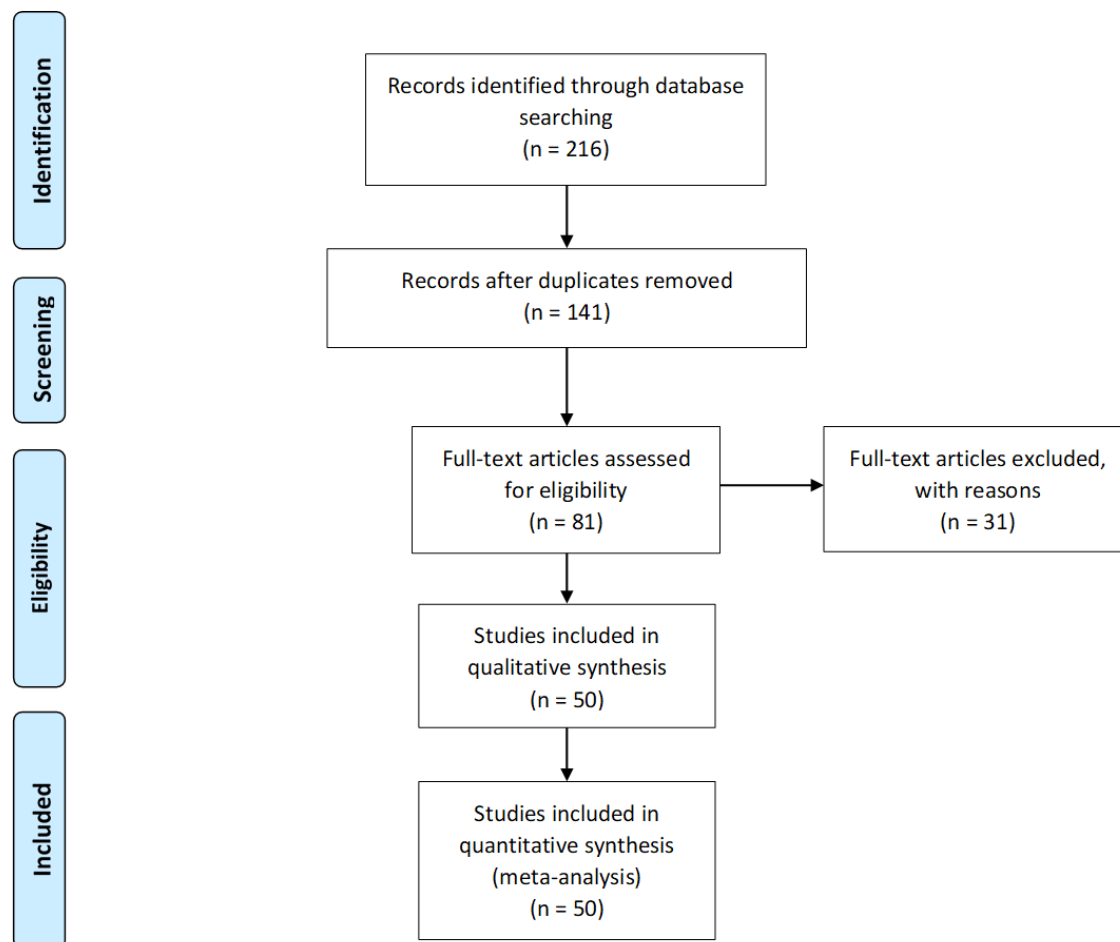 Identification
Records identified through database
searching
(n = 216)
Screening
Records after duplicates removed
(n = 141)
Eligibility
Full-text articles assessed
for eligibility
(n = 81)
Full-text articles excluded,
with reasons
(n = 31)
Studies included in
qualitative synthesis
(n = 50)
Included
Studies included in
quantitative synthesis
(meta-analysis)
(n = 50)